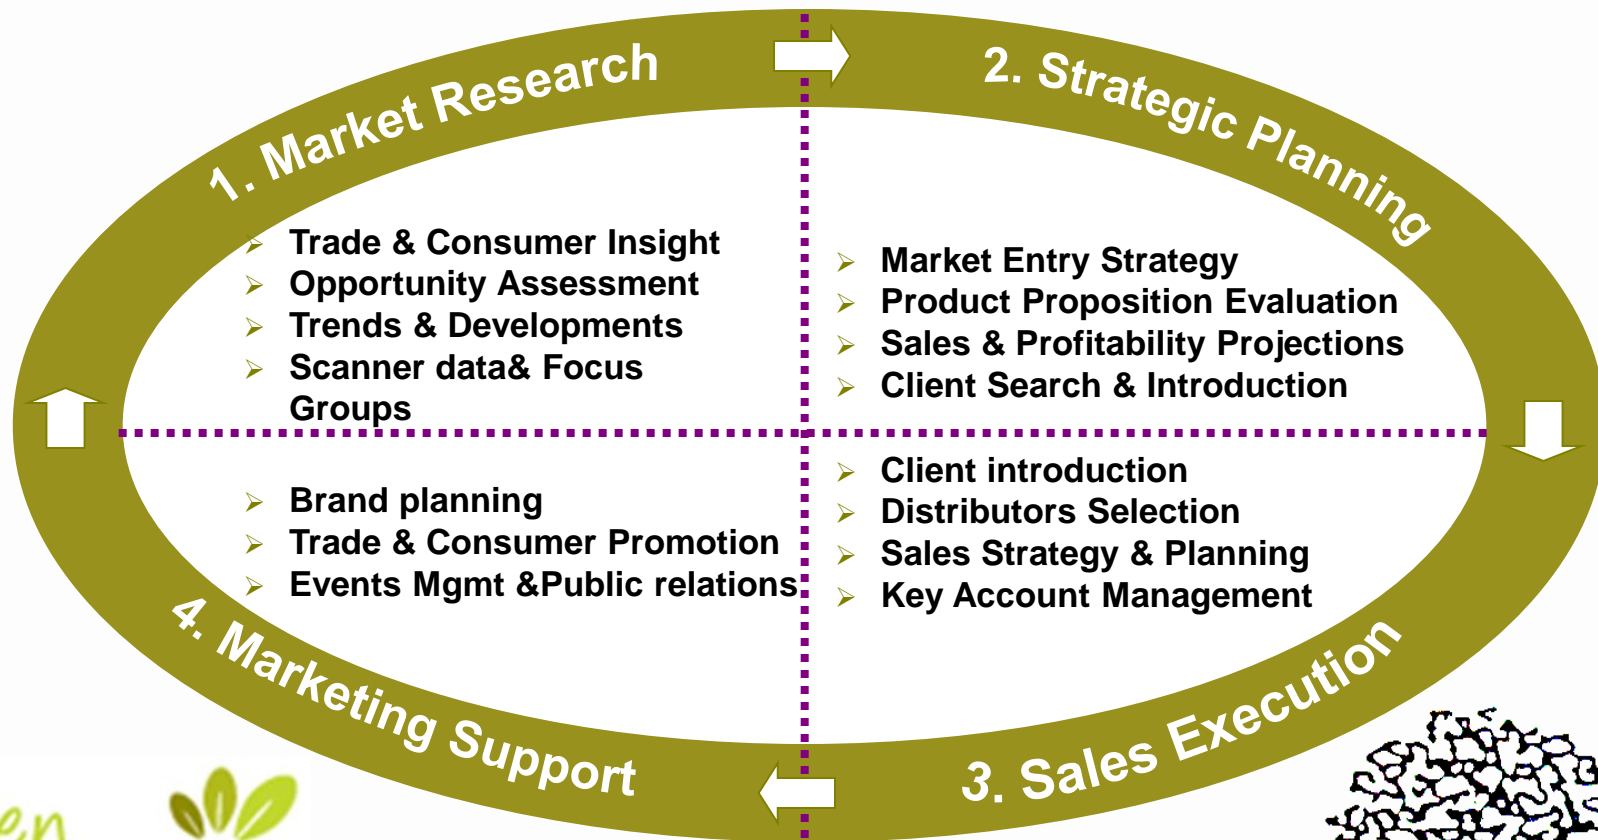 1. Market Research
2. Strategic Planning
Trade & Consumer Insight
Opportunity Assessment
Trends & Developments
Scanner data& Focus
Groups
Market Entry Strategy
Product Proposition Evaluation
Sales & Profitability Projections
Client Search & Introduction
Brand planning
Trade & Consumer Promotion
Events Mgmt &Public relations
Client introduction
Distributors Selection
Sales Strategy & Planning
Key Account Management
4. Marketing Support
3. Sales Execution